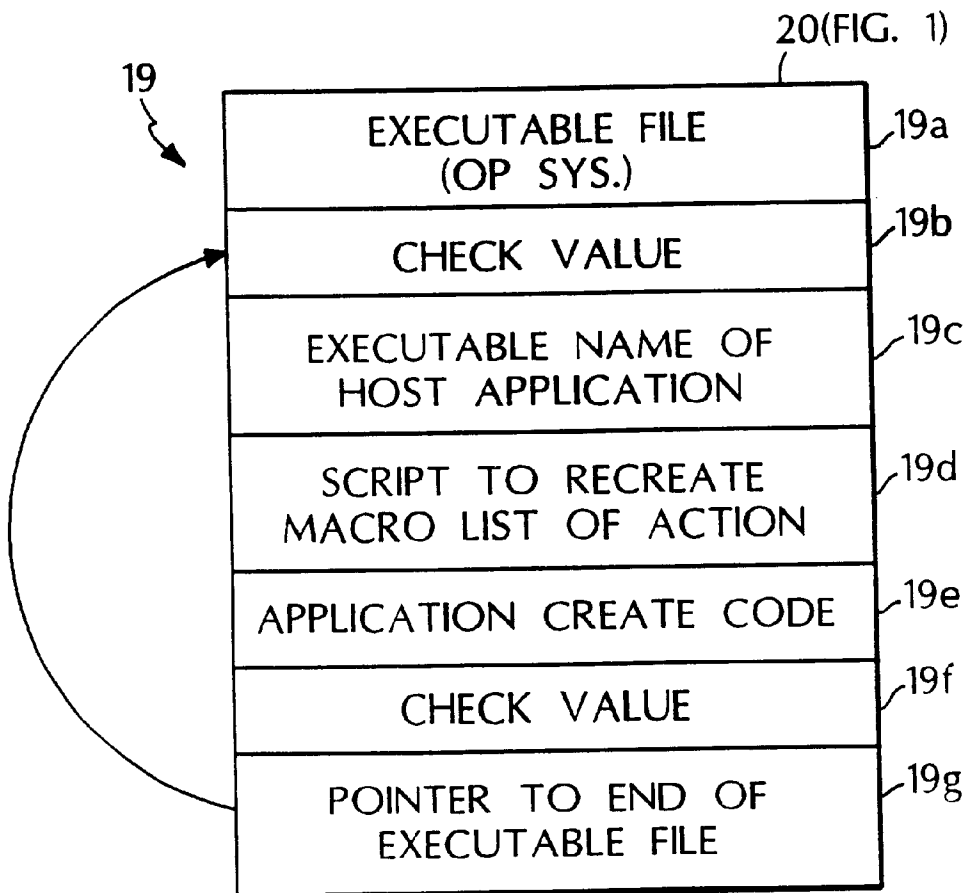 20(FIG. 1)
19
EXECUTABLE FILE
(OP SYS.)
19a
CHECK VALUE
19b
EXECUTABLE NAME OF
HOST APPLICATION
19c
SCRIPT TO RECREATE
MACRO LIST OF ACTION
19d
APPLICATION CREATE CODE
19e
CHECK VALUE
19f
POINTER TO END OF
EXECUTABLE FILE
19g